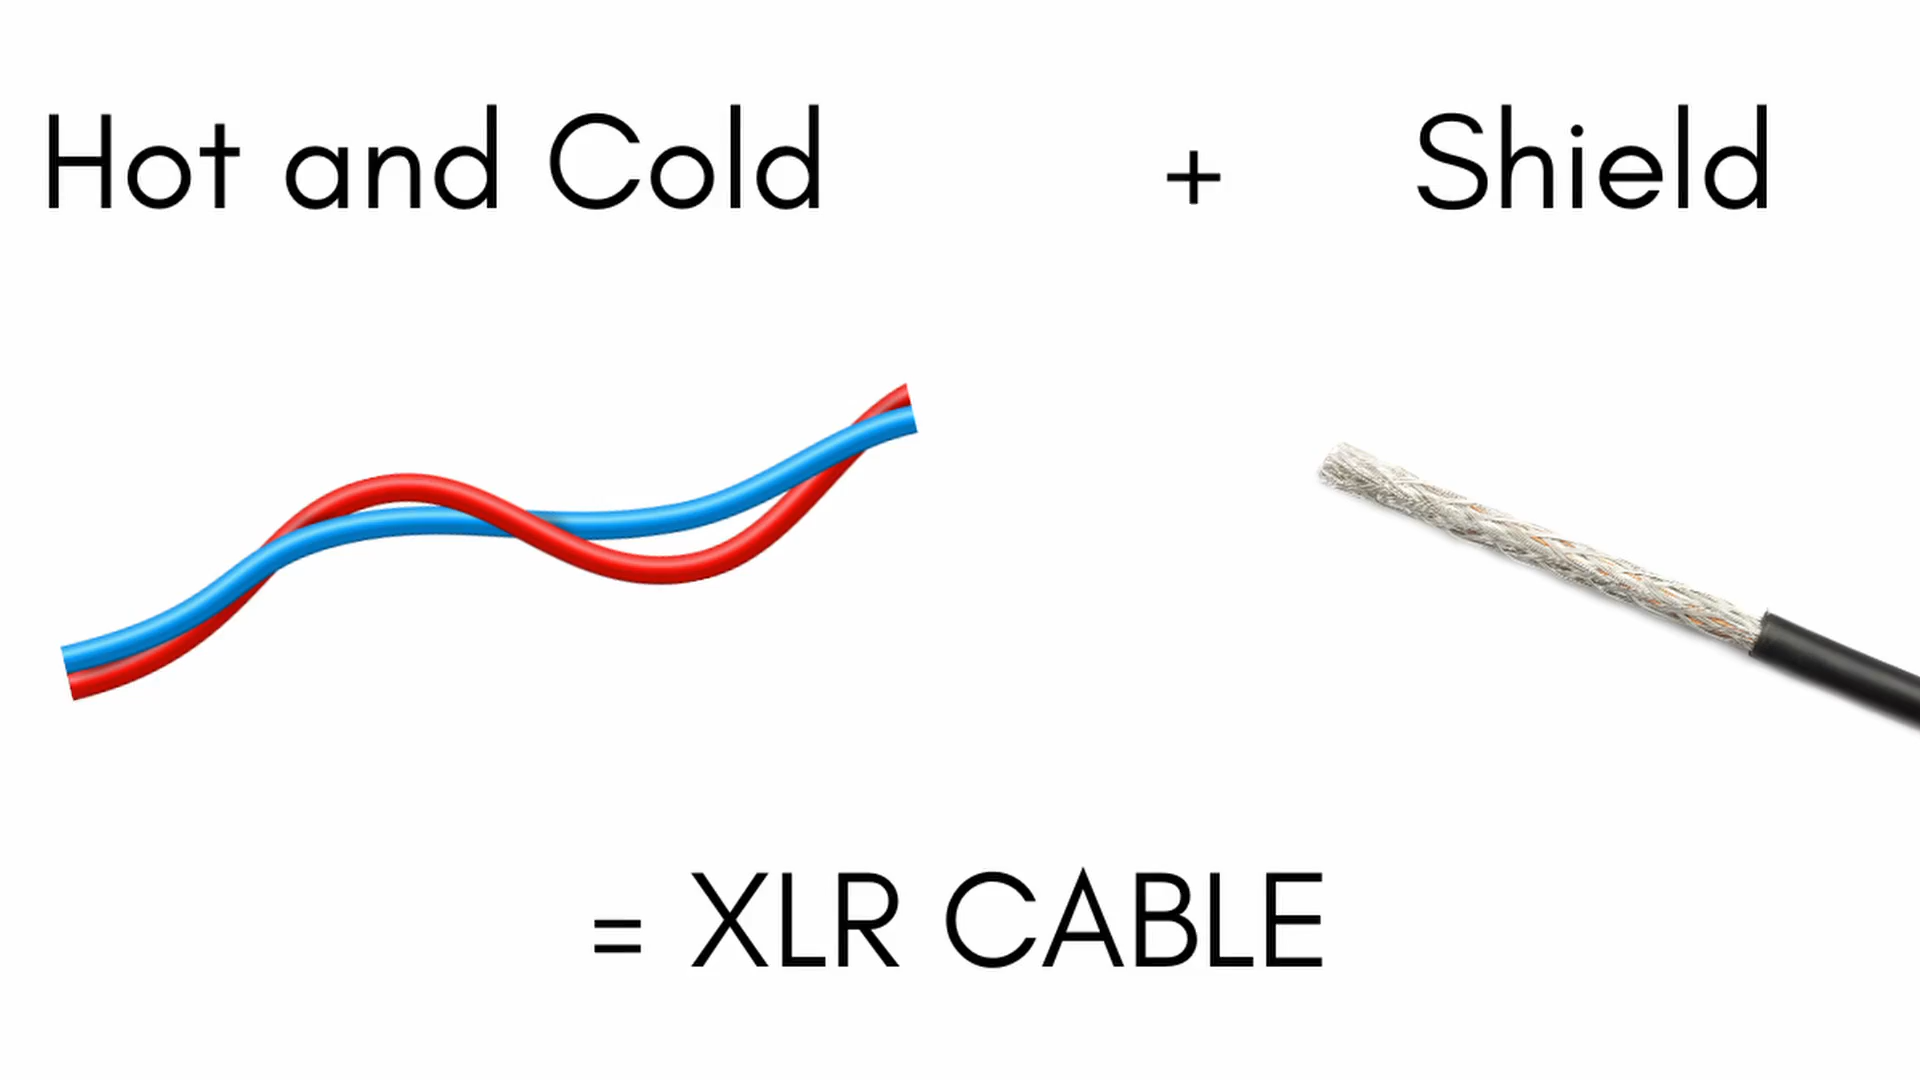 Hot and Cold + Shield
= XLR CABLE